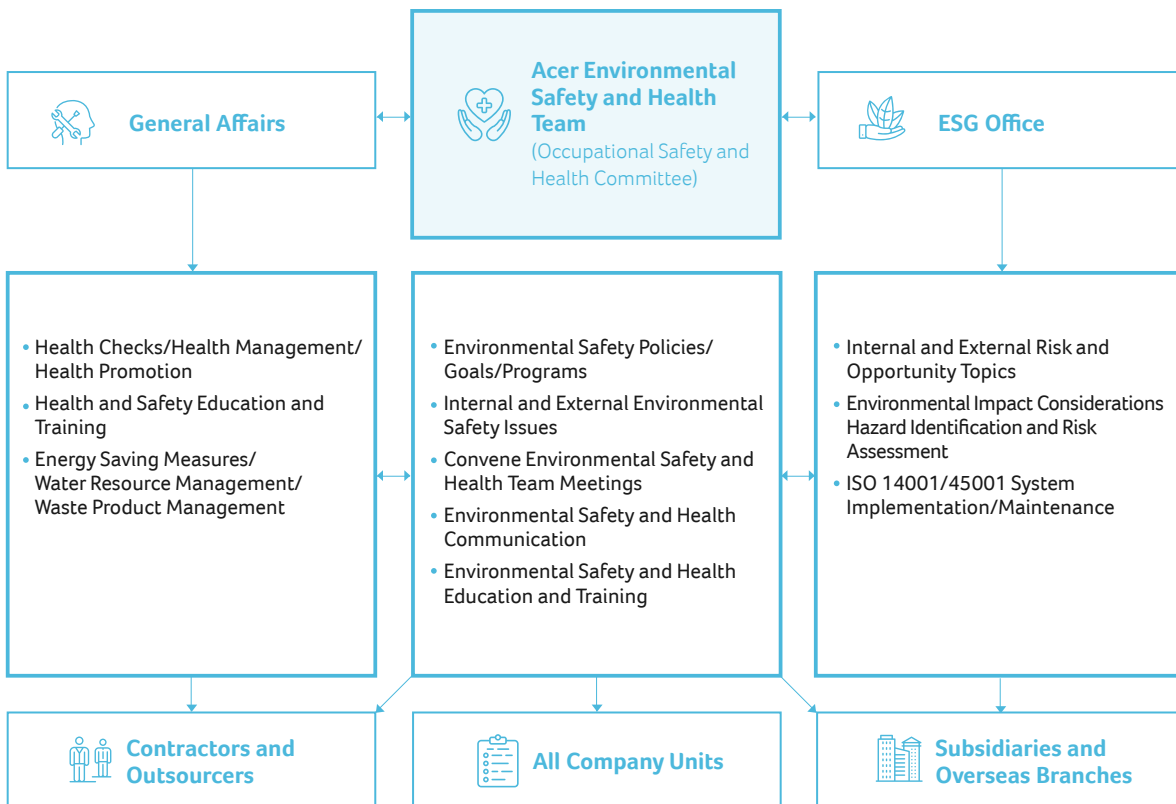 General Affairs
Acer Environmental
Safety and Health
Team
(Occupational Safety and
Health Committee)
ESG Office
• Health Checks/Health Management/
Health Promotion
• Health and Safety Education and
Training
• Energy Saving Measures/
Water Resource Management/
Waste Product Management
• Environmental Safety Policies/
Goals/Programs
• Internal and External Environmental
Safety Issues
• Convene Environmental Safety and
Health Team Meetings
• Environmental Safety and Health
Communication
• Environmental Safety and Health
Education and Training
• Internal and External Risk and
Opportunity Topics
• Environmental Impact Considerations
Hazard Identification and Risk
Assessment
• ISO 14001/45001 System
Implementation/Maintenance
Contractors and
Outsourcers
All Company Units
Subsidiaries and
Overseas Branches